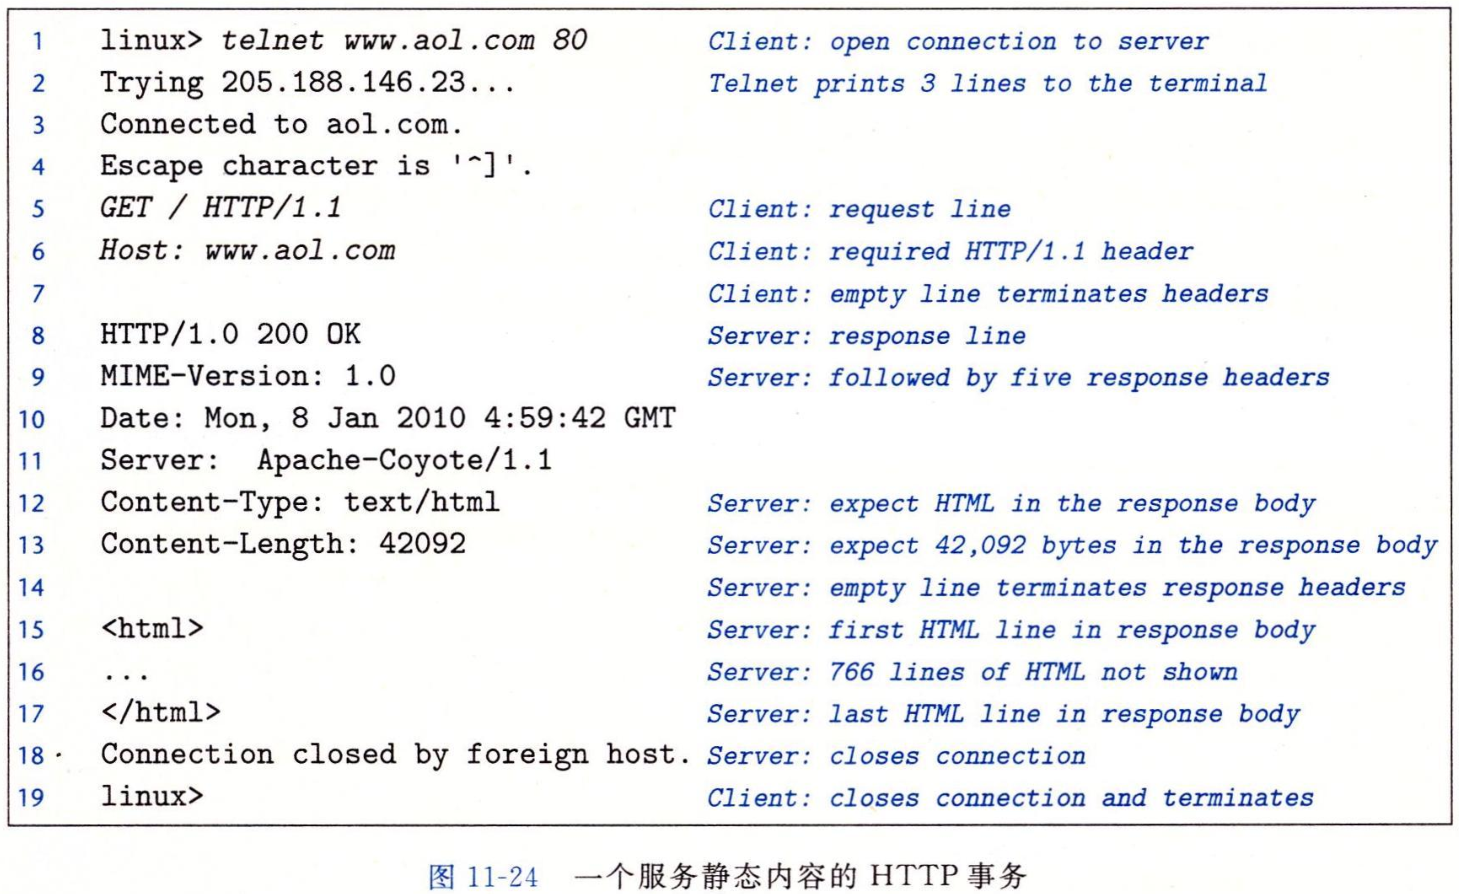 1 linux> telnet www.aol.com 80 Client: open connection to server
2 Trying 205.188.146.23... Telnet prints 3 lines to the terminal
3 Connected to aol.com.
4 Escape character is '^]'.
5 GET / HTTP/1.1 Client: request line
6 Host: www.aol.com Client: required HTTP/1.1 header
7 Client: empty line terminates headers
8 HTTP/1.0 200 OK Server: response line
9 MIME-Version: 1.0 Server: followed by five response headers
10 Date: Mon, 8 Jan 2010 4:59:42 GMT
11 Server: Apache-Coyote/1.1
12 Content-Type: text/html Server: expect HTML in the response body
13 Content-Length: 42092 Server: expect 42,092 bytes in the response body
14 Server: empty line terminates response headers
15 <html> Server: first HTML line in response body
16 ... Server: 766 lines of HTML not shown
17 </html> Server: last HTML line in response body
18 Connection closed by foreign host. Server: closes connection
19 linux> Client: closes connection and terminates
图 11-24 一个服务静态内容的 HTTP 事务